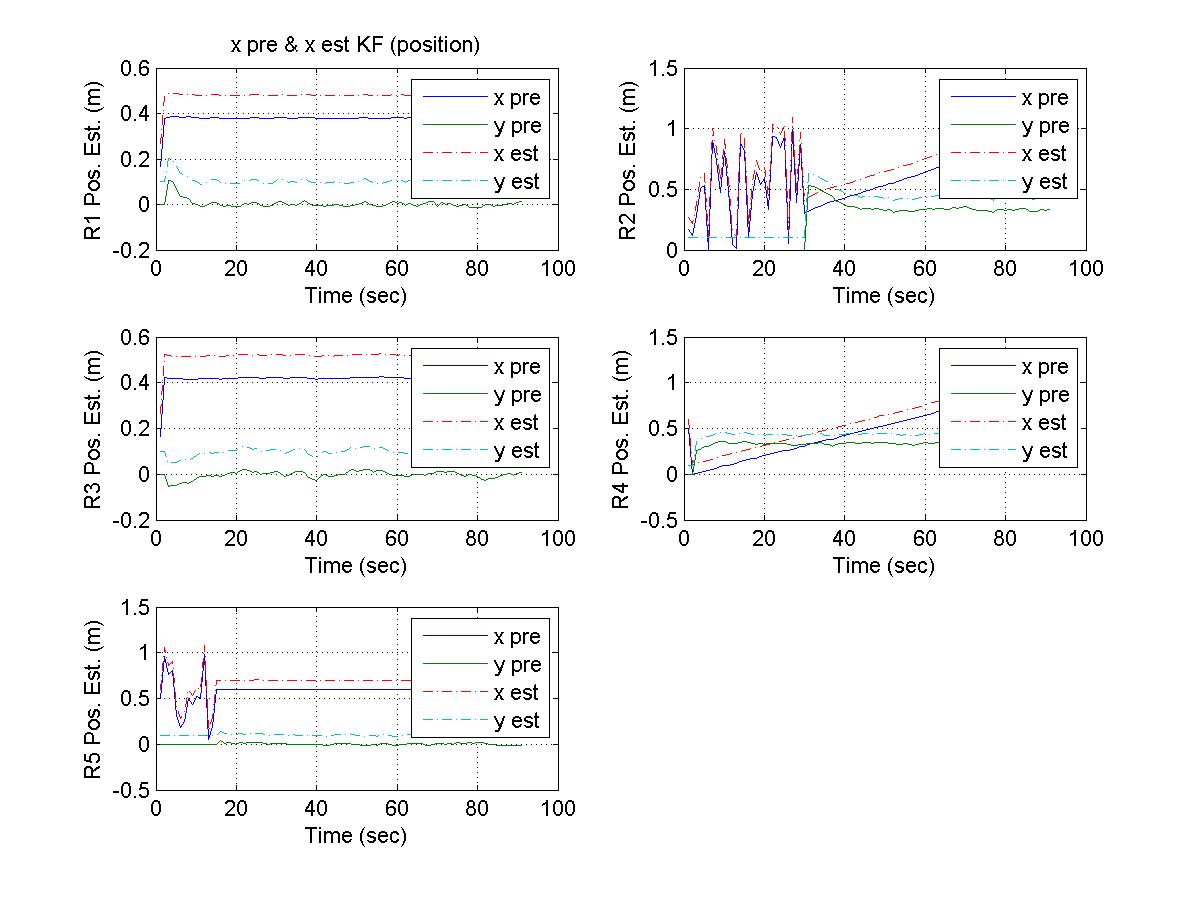 x pre & x est KF (position)
0.6
0.4
0.2
0
-0.2
R1 Pos. Est. (m)
x pre
y pre
x est
y est
0 20 40 60 80 100
Time (sec)
1.5
1
0.5
0
R2 Pos. Est. (m)
x pre
y pre
x est
y est
0 20 40 60 80 100
Time (sec)
0.6
0.4
0.2
0
-0.2
R3 Pos. Est. (m)
x pre
y pre
x est
y est
0 20 40 60 80 100
Time (sec)
1.5
1
0.5
0
-0.5
R4 Pos. Est. (m)
x pre
y pre
x est
y est
0 20 40 60 80 100
Time (sec)
1.5
1
0.5
0
-0.5
R5 Pos. Est. (m)
x pre
y pre
x est
y est
0 20 40 60 80 100
Time (sec)